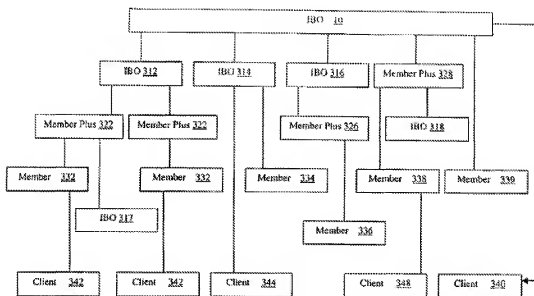 IBO 10
IBO 312
IBO 314
IBO 316
Member Plus 328
Member Plus 322
Member Plus 322
Member Plus 326
IBO 318
Member 332
Member 332
Member 334
Member 338
Member 339
IBO 317
Member 336
Client 342
Client 342
Client 344
Client 348
Client 340